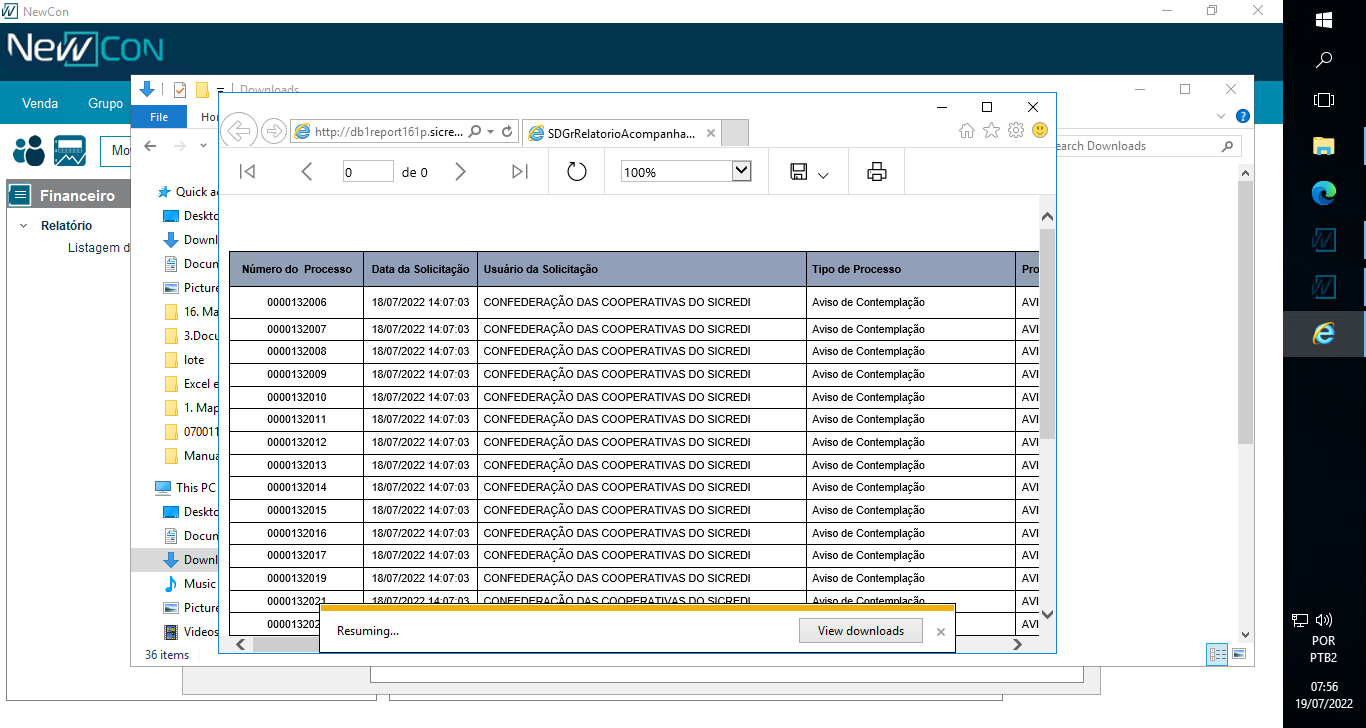 NewCon
NewCon
Venda Grupo
Mo
Financeiro
Relatório
Listagem d
Downloads
File Ho
earch Downloads
Quick ac
Deskto
Downl
Docum
Picture
16. Ma
3.Docu
lote
Excel e
1. Map
070011
Manua
This PC
Deskto
Docum
Downl
Music
Picture
Videos
36 items
http://db1report161p.sicre...
SDGrRelatorioAcompanha...
0 de 0
100%
Número do Processo Data da Solicitação Usuário da Solicitação Tipo de Processo Pro
0000132006 18/07/2022 14:07:03 CONFEDERAÇÃO DAS COOPERATIVAS DO SICREDI Aviso de Contemplação AVI
0000132007 18/07/2022 14:07:03 CONFEDERAÇÃO DAS COOPERATIVAS DO SICREDI Aviso de Contemplação AVI
0000132008 18/07/2022 14:07:03 CONFEDERAÇÃO DAS COOPERATIVAS DO SICREDI Aviso de Contemplação AVI
0000132009 18/07/2022 14:07:03 CONFEDERAÇÃO DAS COOPERATIVAS DO SICREDI Aviso de Contemplação AVI
0000132010 18/07/2022 14:07:03 CONFEDERAÇÃO DAS COOPERATIVAS DO SICREDI Aviso de Contemplação AVI
0000132011 18/07/2022 14:07:03 CONFEDERAÇÃO DAS COOPERATIVAS DO SICREDI Aviso de Contemplação AVI
0000132012 18/07/2022 14:07:03 CONFEDERAÇÃO DAS COOPERATIVAS DO SICREDI Aviso de Contemplação AVI
0000132013 18/07/2022 14:07:03 CONFEDERAÇÃO DAS COOPERATIVAS DO SICREDI Aviso de Contemplação AVI
0000132014 18/07/2022 14:07:03 CONFEDERAÇÃO DAS COOPERATIVAS DO SICREDI Aviso de Contemplação AVI
0000132015 18/07/2022 14:07:03 CONFEDERAÇÃO DAS COOPERATIVAS DO SICREDI Aviso de Contemplação AVI
0000132016 18/07/2022 14:07:03 CONFEDERAÇÃO DAS COOPERATIVAS DO SICREDI Aviso de Contemplação AVI
0000132017 18/07/2022 14:07:03 CONFEDERAÇÃO DAS COOPERATIVAS DO SICREDI Aviso de Contemplação AVI
0000132019 18/07/2022 14:07:03 CONFEDERAÇÃO DAS COOPERATIVAS DO SICREDI Aviso de Contemplação AVI
0000132021 18/07/2022 14:07:03 CONFEDERAÇÃO DAS COOPERATIVAS DO SICREDI Aviso de Contemplação AVI
000013202 AVI
Resuming... View downloads
POR
PTB2
07:56
19/07/2022